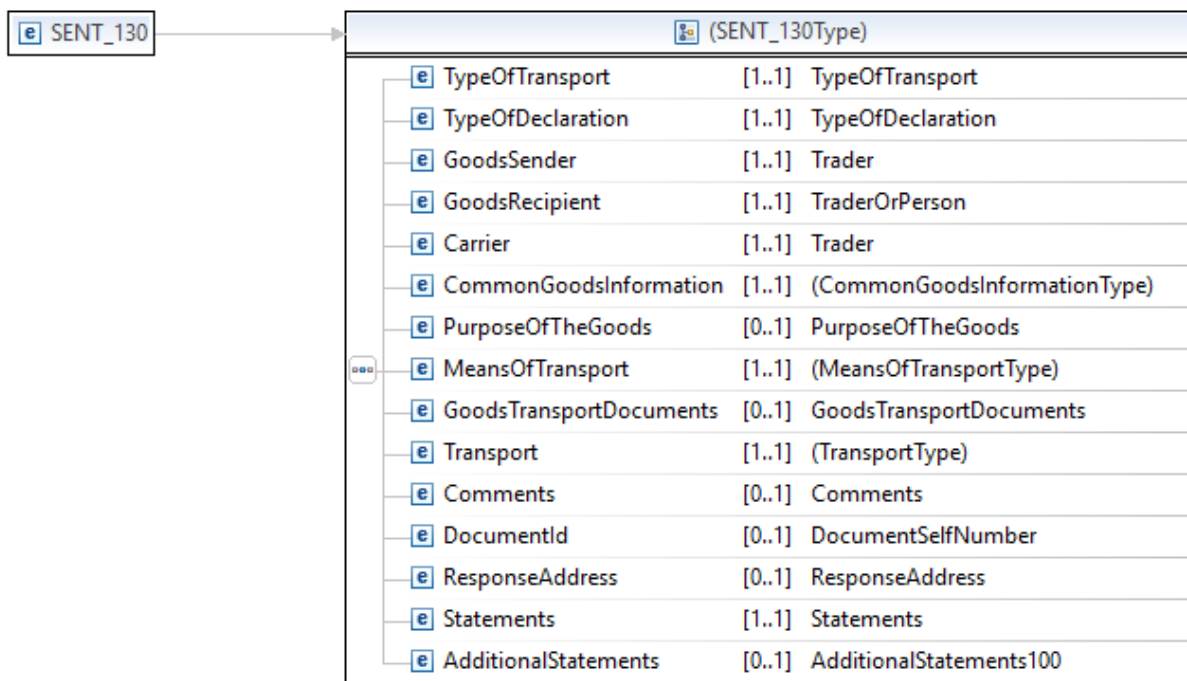 e SENT_130
(SENT_130Type)
e TypeOfTransport [1..1] TypeOfTransport
e TypeOfDeclaration [1..1] TypeOfDeclaration
e GoodsSender [1..1] Trader
e GoodsRecipient [1..1] TraderOrPerson
e Carrier [1..1] Trader
e CommonGoodsInformation [1..1] (CommonGoodsInformationType)
e PurposeOfTheGoods [0..1] PurposeOfTheGoods
e MeansOfTransport [1..1] (MeansOfTransportType)
e GoodsTransportDocuments [0..1] GoodsTransportDocuments
e Transport [1..1] (TransportType)
e Comments [0..1] Comments
e DocumentId [0..1] DocumentSelfNumber
e ResponseAddress [0..1] ResponseAddress
e Statements [1..1] Statements
e AdditionalStatements [0..1] AdditionalStatements100